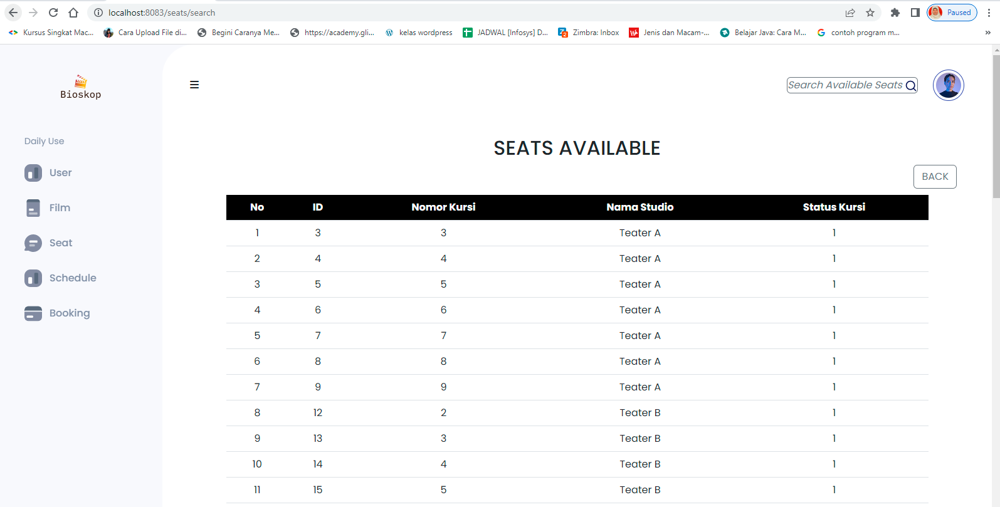 localhost:8083/seats/search
Paused
Kursus Singkat Mac...
Cara Upload File di...
Begini Caranya Me...
https://academy.gli...
kelas wordpress
JADWAL [Infosys] D...
Zimbra: Inbox
Jenis dan Macam-...
Belajar Java: Cara M...
contoh program m...
»
Bioskop
Search Available Seats
Daily Use
User
Film
Seat
Schedule
Booking
SEATS AVAILABLE
BACK
No ID Nomor Kursi Nama Studio Status Kursi
1 3 3 Teater A 1
2 4 4 Teater A 1
3 5 5 Teater A 1
4 6 6 Teater A 1
5 7 7 Teater A 1
6 8 8 Teater A 1
7 9 9 Teater A 1
8 12 2 Teater B 1
9 13 3 Teater B 1
10 14 4 Teater B 1
11 15 5 Teater B 1